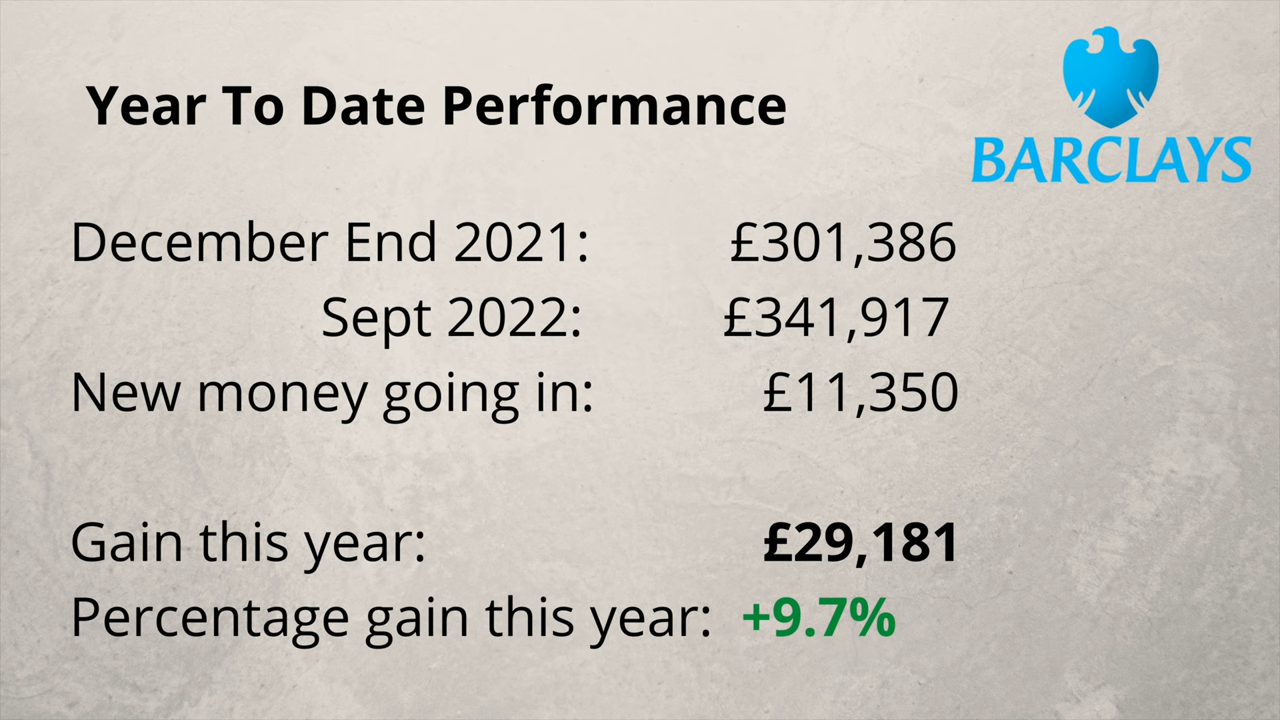 Year To Date Performance
BARCLAYS
December End 2021: £301,386
Sept 2022: £341,917
New money going in: £11,350
Gain this year: £29,181
Percentage gain this year: +9.7%